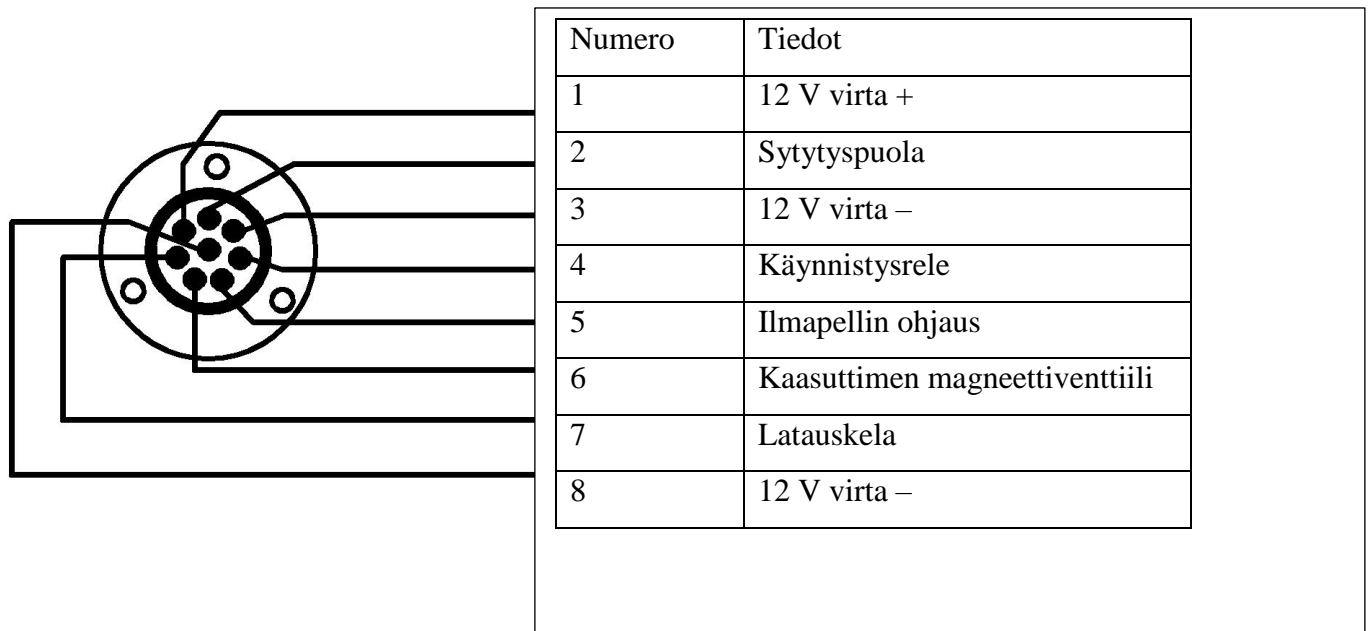 Numero Tiedot
1 12 V virta +
2 Sytytyspuola
3 12 V virta –
4 Käynnistysrele
5 Ilmapellin ohjaus
6 Kaasuttimen magneettiventtiili
7 Latauskela
8 12 V virta –